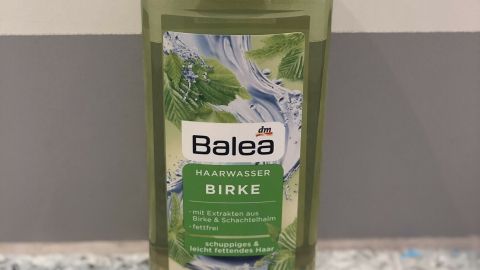 dm
Balea
HAARWASSER
BIRKE
- mit Extrakten aus
Birke & Schachtelhalm
- fettfrei
schuppiges &
leicht fettendes Haar